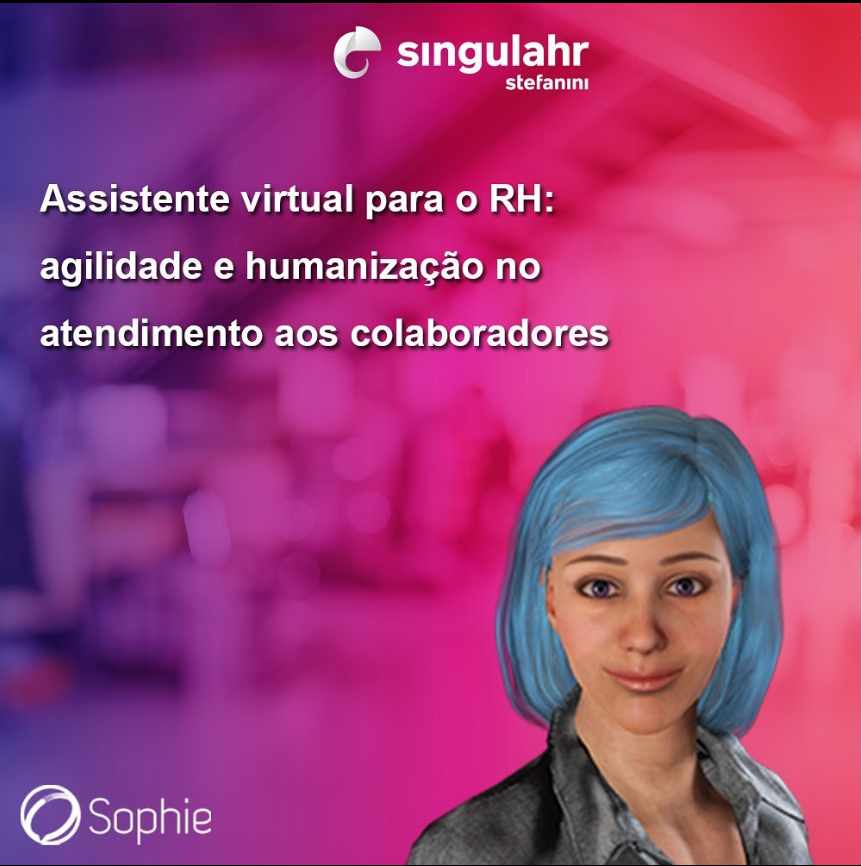 singulahr
stefanini
Assistente virtual para o RH:
agilidade e humanização no
atendimento aos colaboradores
Sophie